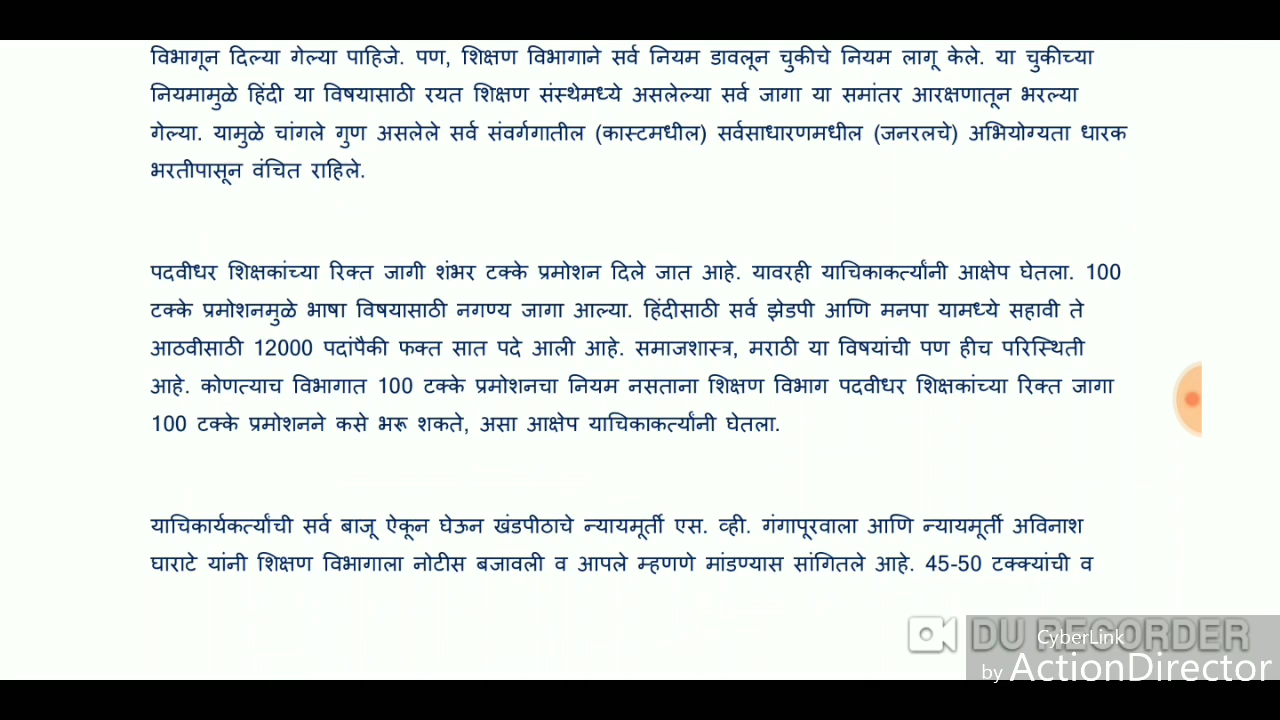 विभागून दिल्या गेल्या पाहिजे. पण, शिक्षण विभागाने सर्व नियम डावलून चुकीचे नियम लागू केले. या चुकीच्या
नियमामुळे हिंदी या विषयासाठी रयत शिक्षण संस्थेमध्ये असलेल्या सर्व जागा या समांतर आरक्षणातून भरल्या
गेल्या. यामुळे चांगले गुण असलेले सर्व संवर्गगातील (कास्टमधील) सर्वसाधारणमधील (जनरलचे) अभियोग्यता धारक
भरतीपासून वंचित राहिले.
पदवीधर शिक्षकांच्या रिक्त जागी शंभर टक्के प्रमोशन दिले जात आहे. यावरही याचिकाकर्त्यांनी आक्षेप घेतला. 100
टक्के प्रमोशनमुळे भाषा विषयासाठी नगण्य जागा आल्या. हिंदीसाठी सर्व झेडपी आणि मनपा यामध्ये सहावी ते
आठवीसाठी 12000 पदांपैकी फक्त सात पदे आली आहे. समाजशास्त्र, मराठी या विषयांची पण हीच परिस्थिती
आहे. कोणत्याच विभागात 100 टक्के प्रमोशनचा नियम नसताना शिक्षण विभाग पदवीधर शिक्षकांच्या रिक्त जागा
100 टक्के प्रमोशनने कसे भरू शकते, असा आक्षेप याचिकाकर्त्यांनी घेतला.
याचिकार्यकर्त्यांची सर्व बाजू ऐकून घेऊन खंडपीठाचे न्यायमूर्ती एस. व्ही. गंगापूरवाला आणि न्यायमूर्ती अविनाश
घाराटे यांनी शिक्षण विभागाला नोटीस बजावली व आपले म्हणणे मांडण्यास सांगितले आहे. 45-50 टक्क्यांची व
DU RECORDER
CyberLink
by ActionDirector